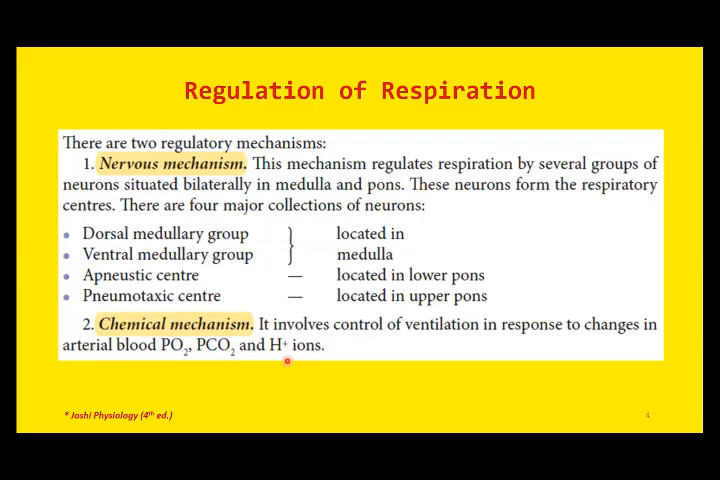 Regulation of Respiration
There are two regulatory mechanisms:
1. Nervous mechanism. This mechanism regulates respiration by several groups of
neurons situated bilaterally in medulla and pons. These neurons form the respiratory
centres. There are four major collections of neurons:
• Dorsal medullary group } located in
• Ventral medullary group } medulla
• Apneustic centre — located in lower pons
• Pneumotaxic centre — located in upper pons
2. Chemical mechanism. It involves control of ventilation in response to changes in
arterial blood PO₂, PCO₂ and H⁺ ions.
* Joshi Physiology (4th ed.)
4